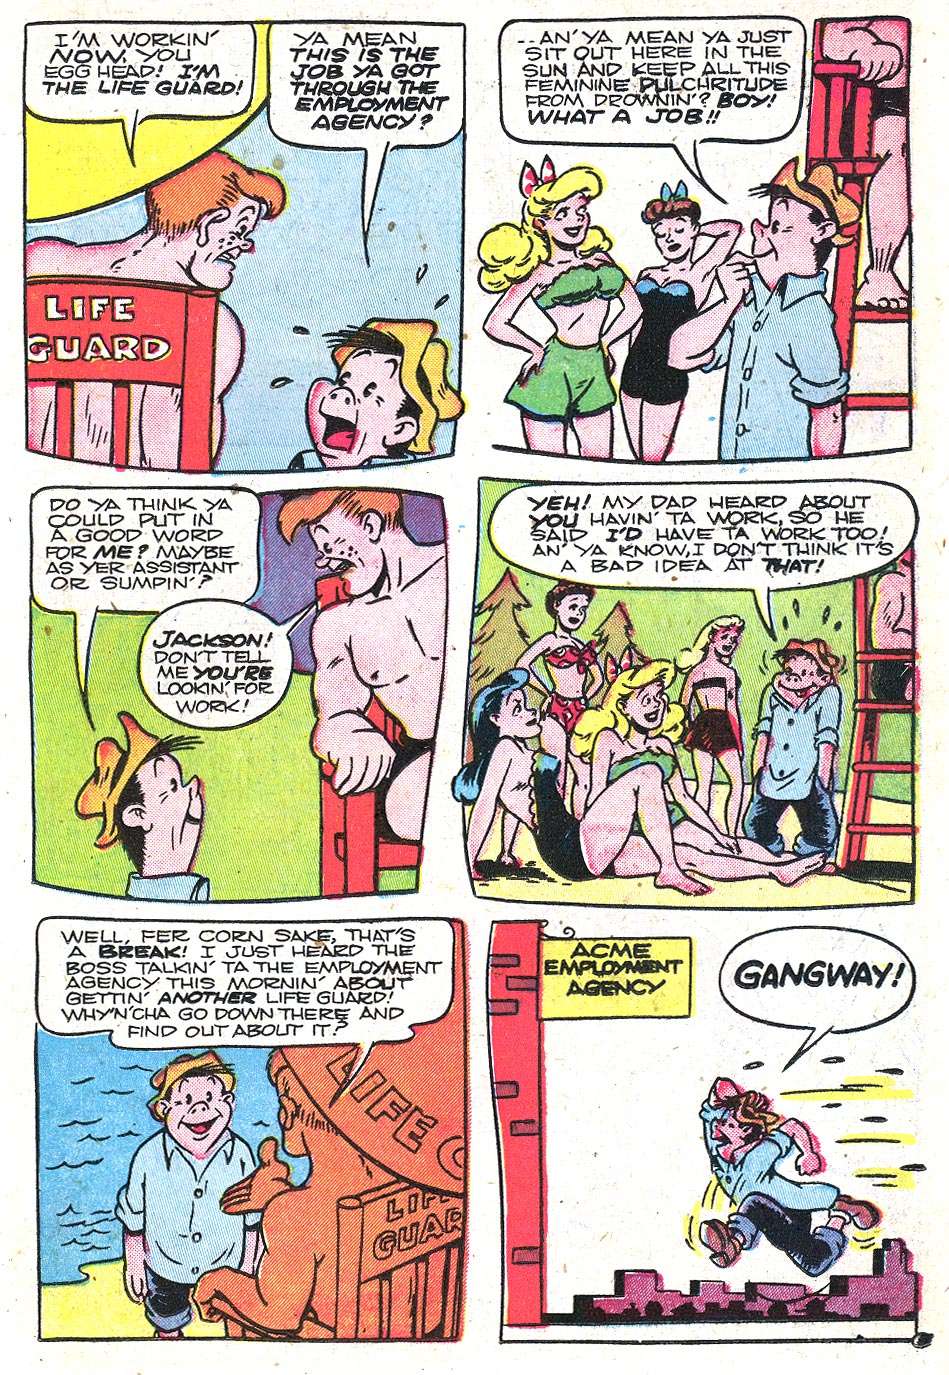 I'M WORKIN'
NOW, YOU
EGG HEAD! I'M
THE LIFE GUARD!
YA MEAN
THIS IS THE
JOB YA GOT
THROUGH THE
EMPLOYMENT
AGENCY?
LIFE
GUARD
..AN' YA MEAN YA JUST
SIT OUT HERE IN THE
SUN AND KEEP ALL THIS
FEMININE PULCHRITUDE
FROM DROWNIN'? BOY!
WHAT A JOB!!
DO YA THINK YA
COULD PUT IN
A GOOD WORD
FOR ME? MAYBE
AS YER ASSISTANT
OR SUMPIN'?
JACKSON!
DON'T TELL
ME YOU'RE
LOOKIN' FOR
WORK!
YEH! MY DAD HEARD ABOUT
YOU HAVIN' TA WORK, SO HE
SAID I'D HAVE TA WORK TOO!
AN' YA KNOW, I DON'T THINK IT'S
A BAD IDEA AT THAT!
WELL, FER CORN SAKE, THAT'S
A BREAK! I JUST HEARD THE
BOSS TALKIN' TA THE EMPLOYMENT
AGENCY THIS MORNIN' ABOUT
GETTIN' ANOTHER LIFE GUARD!
WHY'N'CHA GO DOWN THERE AND
FIND OUT ABOUT IT?
LIFE G
LIFE
GUAR
ACME
EMPLOYMENT
AGENCY
GANGWAY!